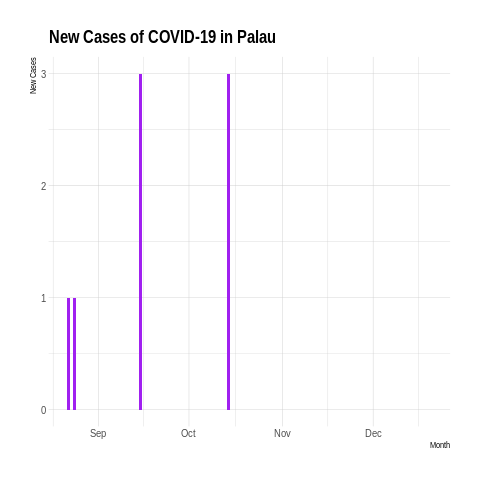 New Cases of COVID-19 in Palau
New Cases
3
2
1
0
Sep Oct Nov Dec
Month